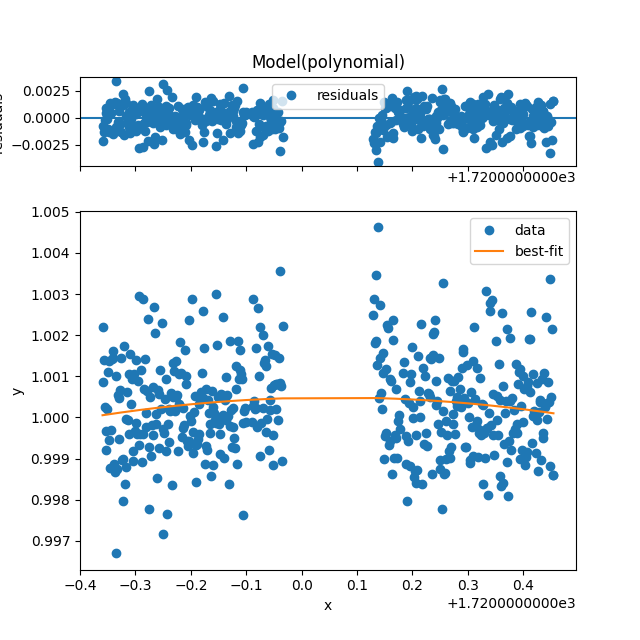 Model(polynomial)
0.0025
0.0000
−0.0025
residuals
+1.7200000000e3
1.005
1.004
1.003
1.002
1.001
1.000
0.999
0.998
0.997
y
data
best-fit
−0.4 −0.3 −0.2 −0.1 0.0 0.1 0.2 0.3 0.4
x
+1.7200000000e3